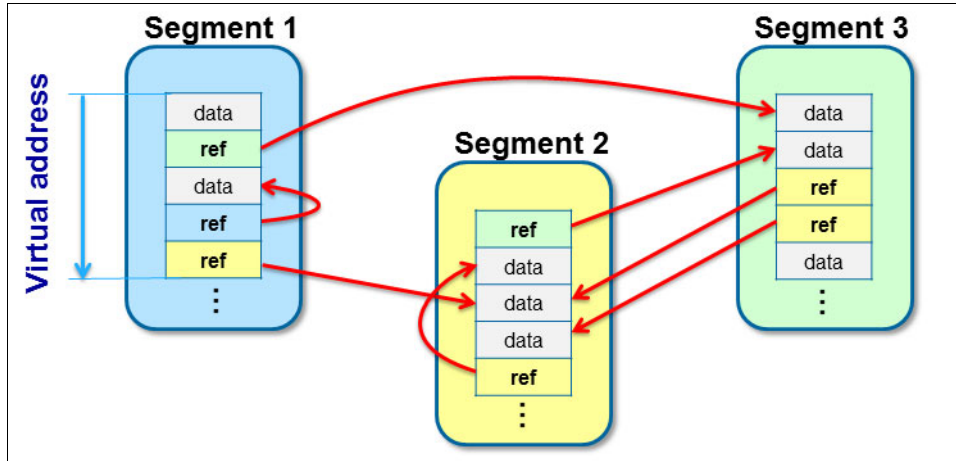 Segment 1
Virtual address
data
ref
data
ref
ref
Segment 2
ref
data
data
data
ref
Segment 3
data
data
ref
ref
data